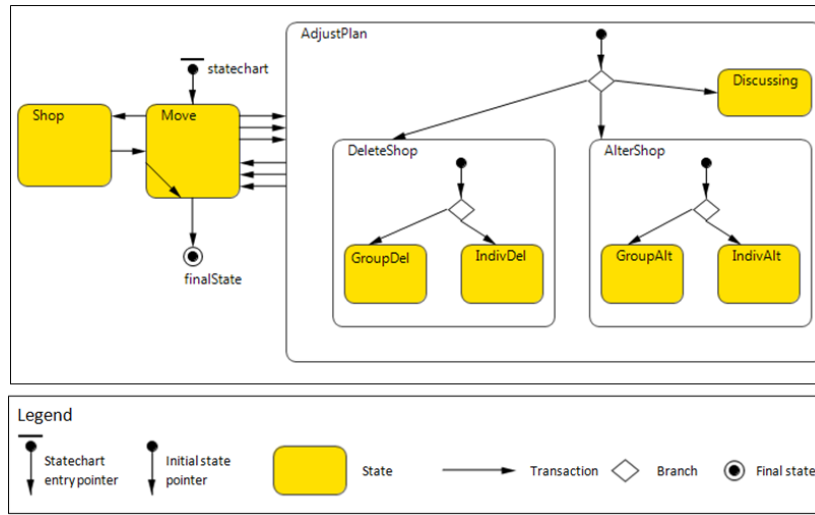 AdjustPlan
statechart
Discussing
Shop
Move
DeleteShop
AlterShop
GroupDel
IndivDel
GroupAlt
IndivAlt
finalState
Legend
Statechart
entry pointer
Initial state
pointer
State
Transaction
Branch
Final state